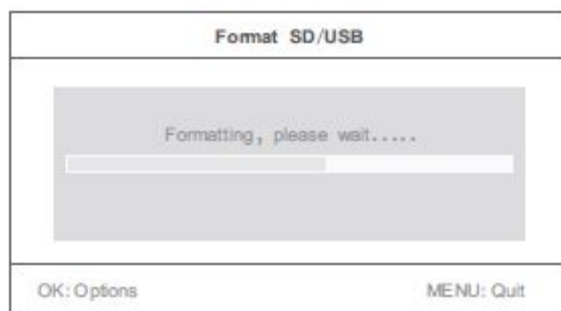 Format SD/USB
Formatting, please wait.....
OK: Options
MENU: Quit